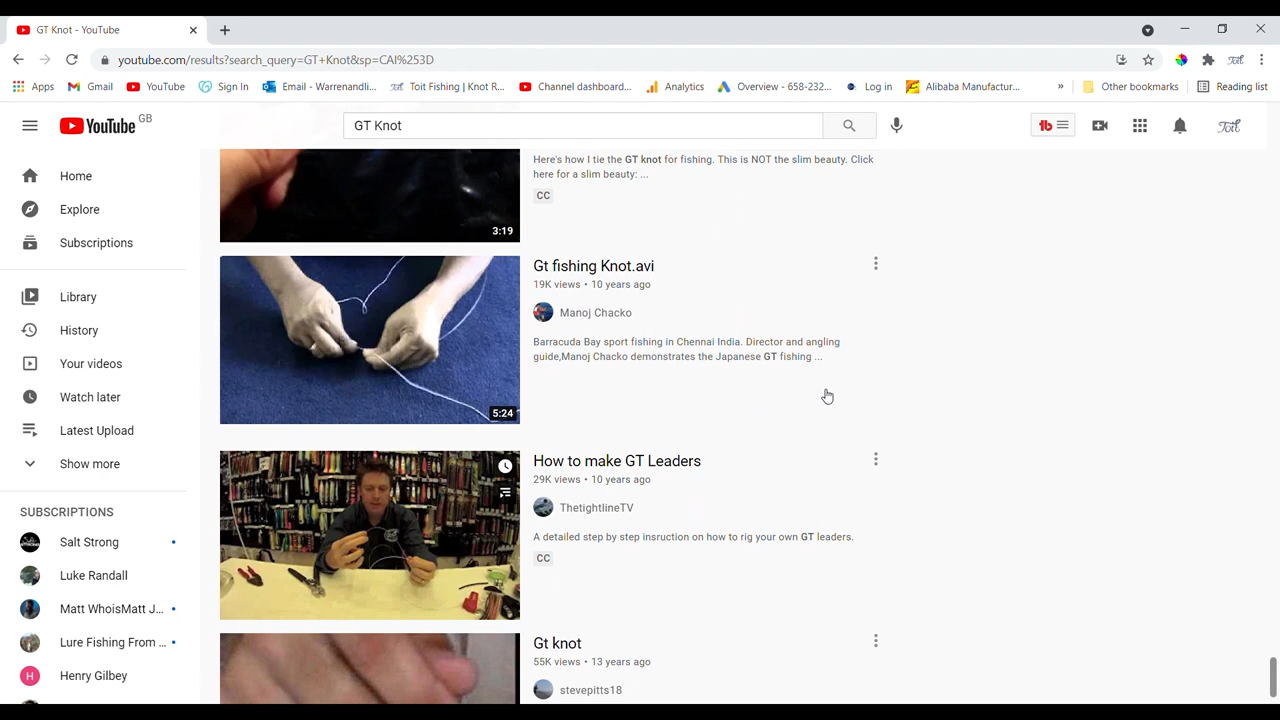 GT Knot - YouTube
youtube.com/results?search_query=GT+Knot&sp=CAI%253D
Apps Gmail YouTube Sign In Email - Warrenandli... Toit Fishing | Knot R... Channel dashboard... Analytics Overview - 658-232... Log in Alibaba Manufactur... » Other bookmarks Reading list
YouTube GB
GT Knot
tb
Toit
Home
Explore
Subscriptions
Library
History
Your videos
Watch later
Latest Upload
Show more
SUBSCRIPTIONS
Salt Strong
Luke Randall
Matt WhoisMatt J...
Lure Fishing From ...
H Henry Gilbey
Here's how I tie the GT knot for fishing. This is NOT the slim beauty. Click
here for a slim beauty: ...
CC
3:19
Gt fishing Knot.avi
19K views • 10 years ago
Manoj Chacko
Barracuda Bay sport fishing in Chennai India. Director and angling
guide,Manoj Chacko demonstrates the Japanese GT fishing ...
5:24
How to make GT Leaders
29K views • 10 years ago
ThetightlineTV
A detailed step by step insruction on how to rig your own GT leaders.
CC
Gt knot
55K views • 13 years ago
stevepitts18